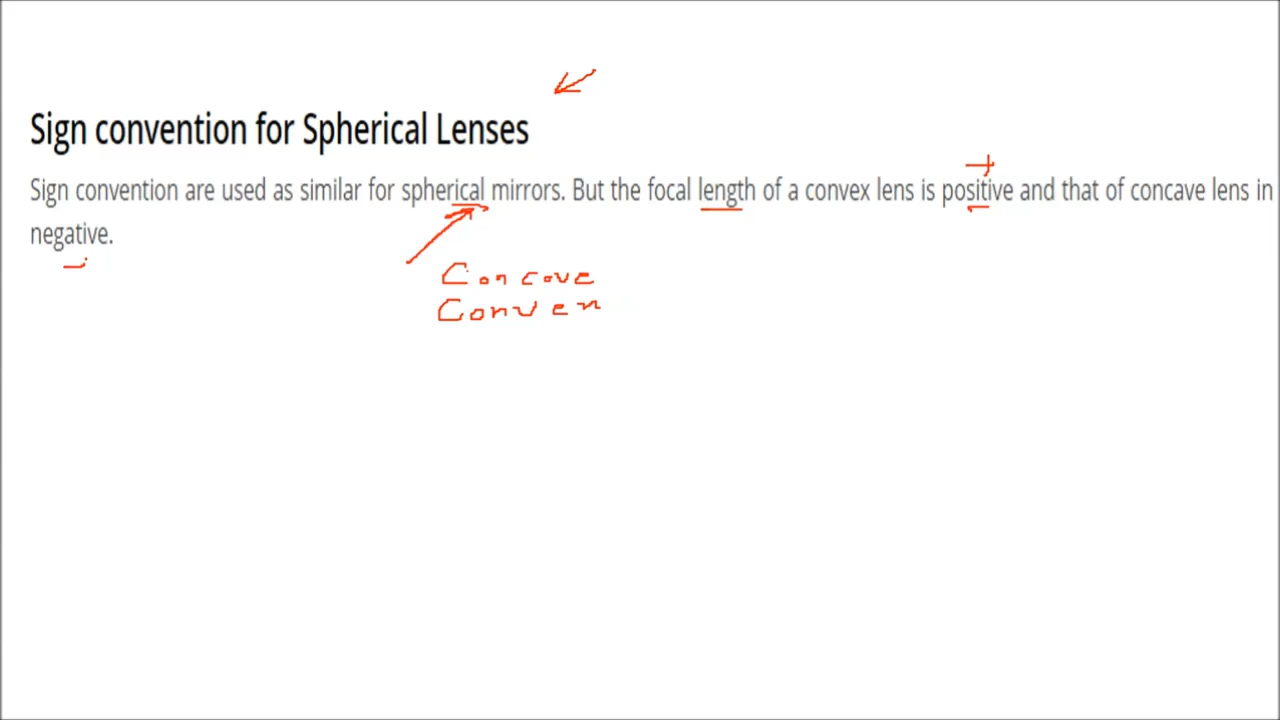 Sign convention for Spherical Lenses
Sign convention are used as similar for spherical mirrors. But the focal length of a convex lens is positive and that of concave lens in
negative.
Concave
Convex